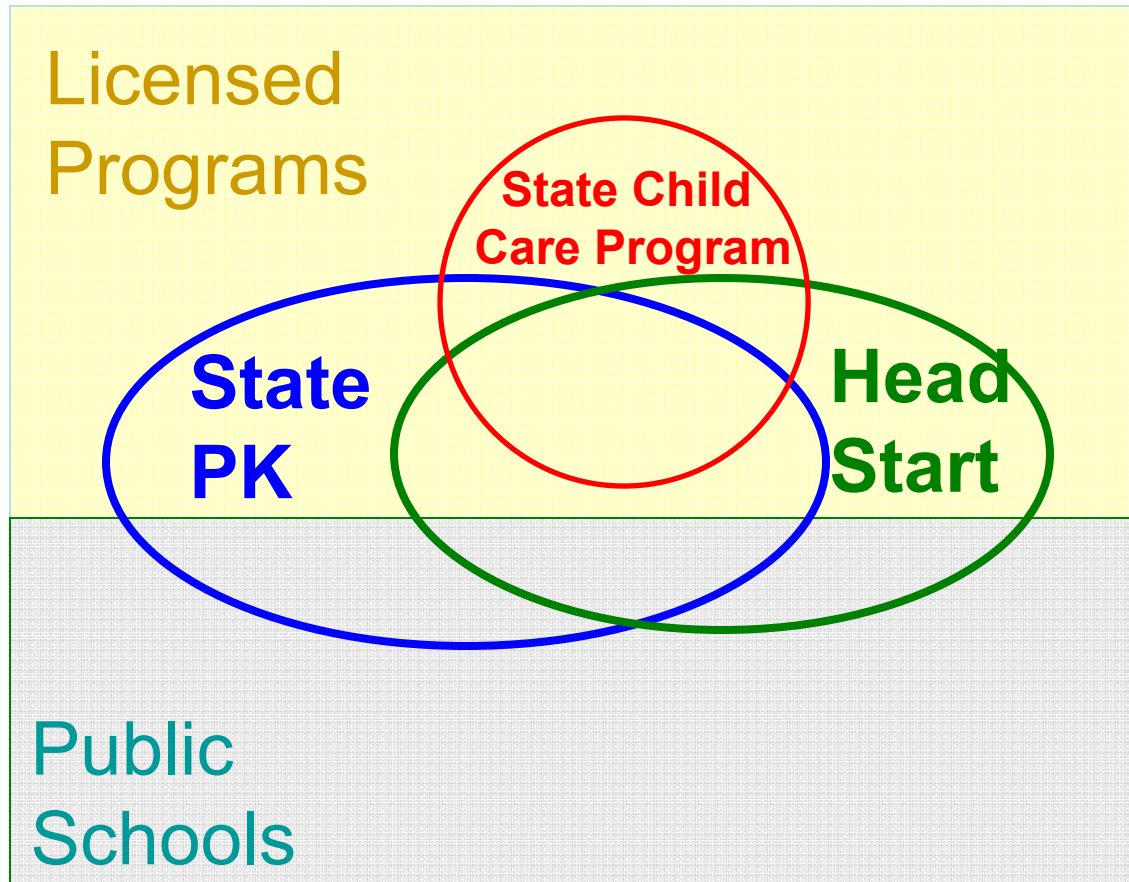 Licensed
Programs
State Child
Care Program
State
PK
Head
Start
Public
Schools